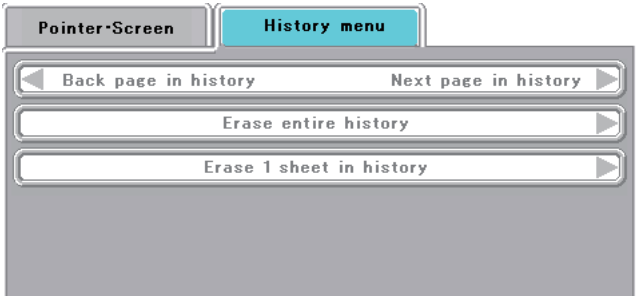 Pointer-Screen History menu
Back page in history Next page in history
Erase entire history
Erase 1 sheet in history